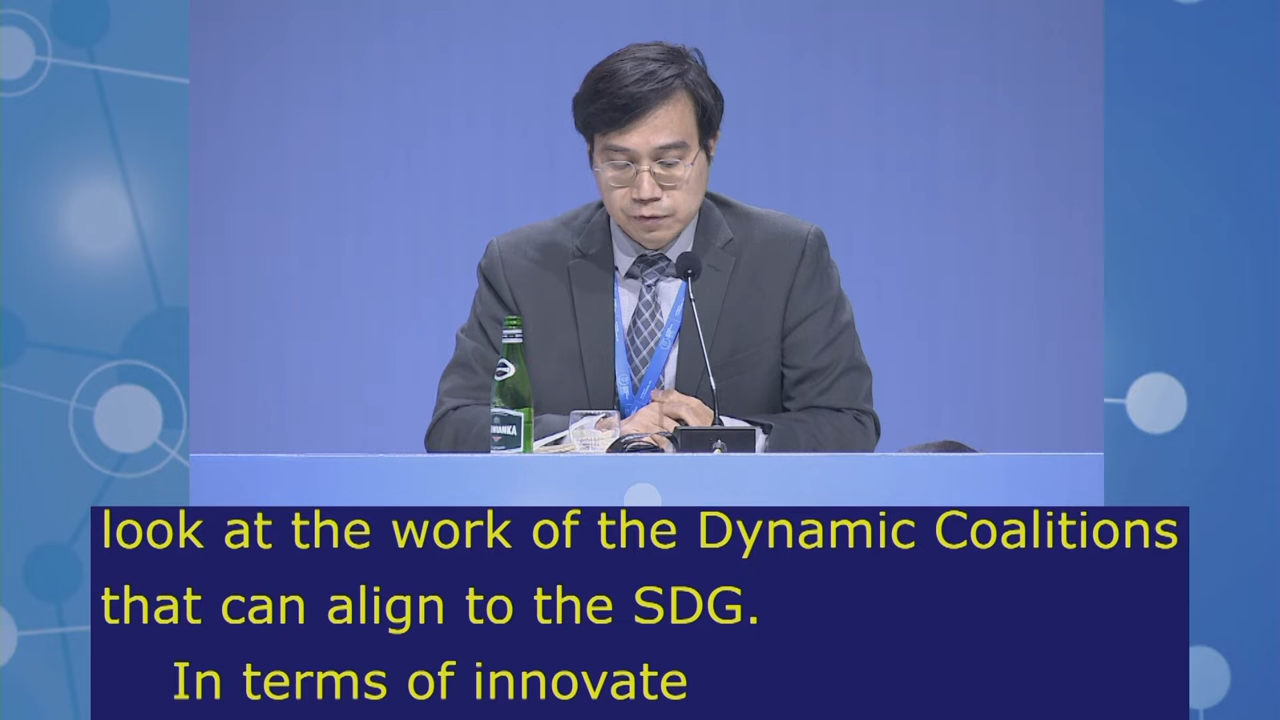 look at the work of the Dynamic Coalitions
that can align to the SDG.
In terms of innovate